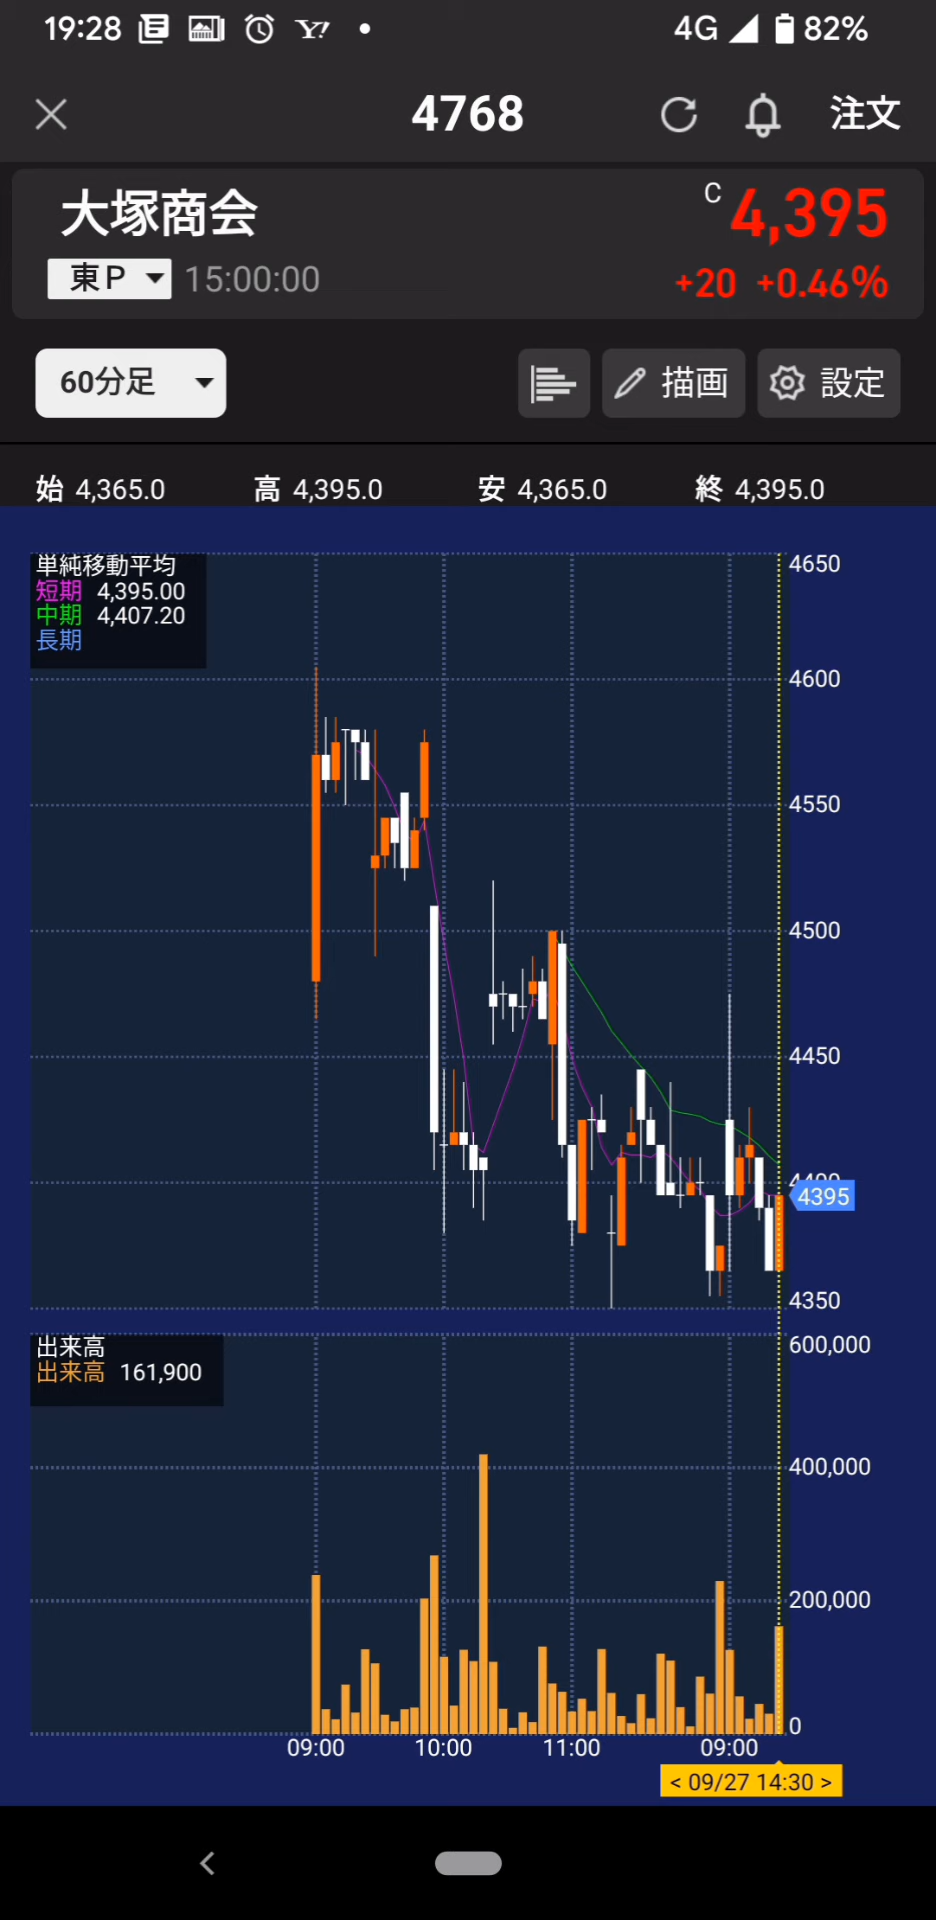 19:28 4G 82%
4768 注文
大塚商会 C 4,395
東P 15:00:00 +20 +0.46%
60分足 描画 設定
始 4,365.0 高 4,395.0 安 4,365.0 終 4,395.0
単純移動平均
短期 4,395.00
中期 4,407.20
長期
4650
4600
4550
4500
4450
4400
4395
4350
出来高
出来高 161,900
600,000
400,000
200,000
0
09:00 10:00 11:00 09:00
< 09/27 14:30 >